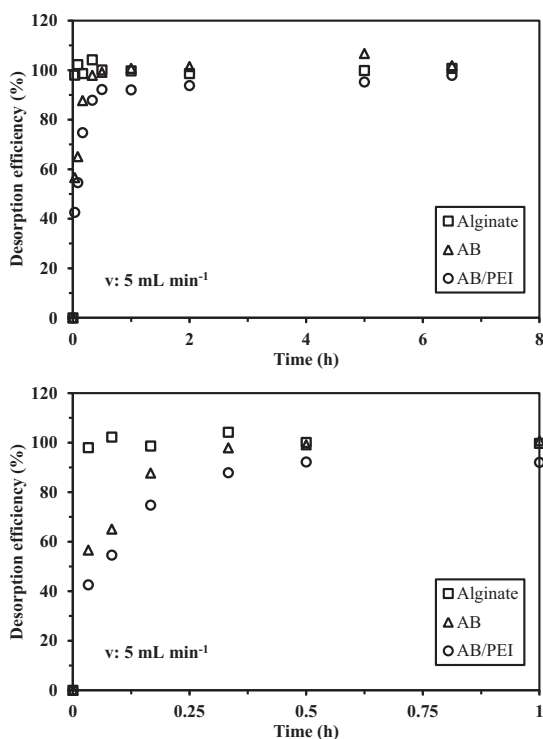 120
100
80
60
40
20
0
Desorption efficiency (%)
Alginate
AB
AB/PEI
v: 5 mL min⁻¹
0 2 4 6 8
Time (h)
120
100
80
60
40
20
0
Desorption efficiency (%)
Alginate
AB
AB/PEI
v: 5 mL min⁻¹
0 0.25 0.5 0.75 1
Time (h)